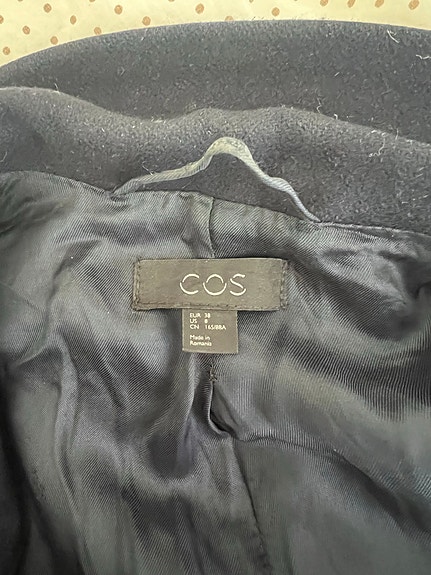 COS
EUR 38
US 8
CN 165/88A
Made in
Romania